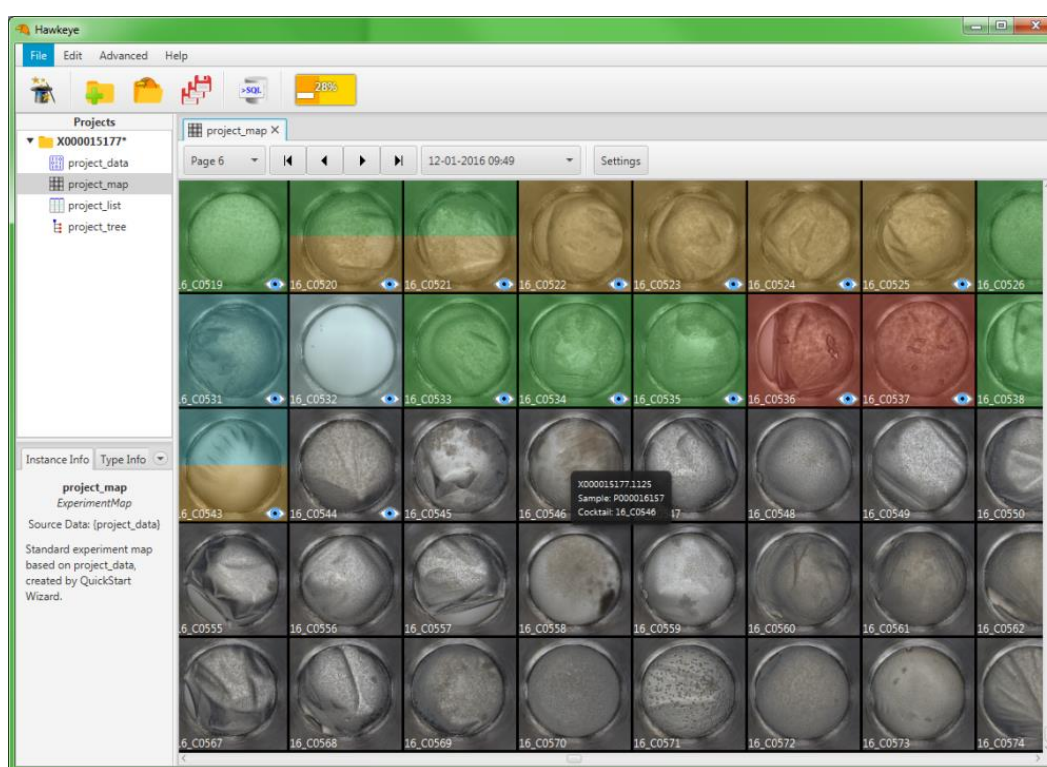 Hawkeye
File Edit Advanced Help
>SQL
28%
Projects
X000015177*
project_data
project_map
project_list
project_tree
project_map
Page 6
12-01-2016 09:49
Settings
6_C0519 16_C0520 16_C0521 16_C0522 16_C0523 16_C0524 16_C0525 16_C0526
6_C0531 16_C0532 16_C0533 16_C0534 16_C0535 16_C0536 16_C0537 16_C0538
6_C0543 16_C0544 16_C0545 16_C0546 47 16_C0548 16_C0549 16_C0550
X000015177.1125
Sample: P000016157
Cocktail: 16_C0546
6_C0555 16_C0556 16_C0557 16_C0558 16_C0559 16_C0560 16_C0561 16_C0562
6_C0567 16_C0568 16_C0569 16_C0570 16_C0571 16_C0572 16_C0573 16_C0574
Instance Info Type Info
project_map
ExperimentMap
Source Data: {project_data}
Standard experiment map
based on project_data,
created by QuickStart
Wizard.